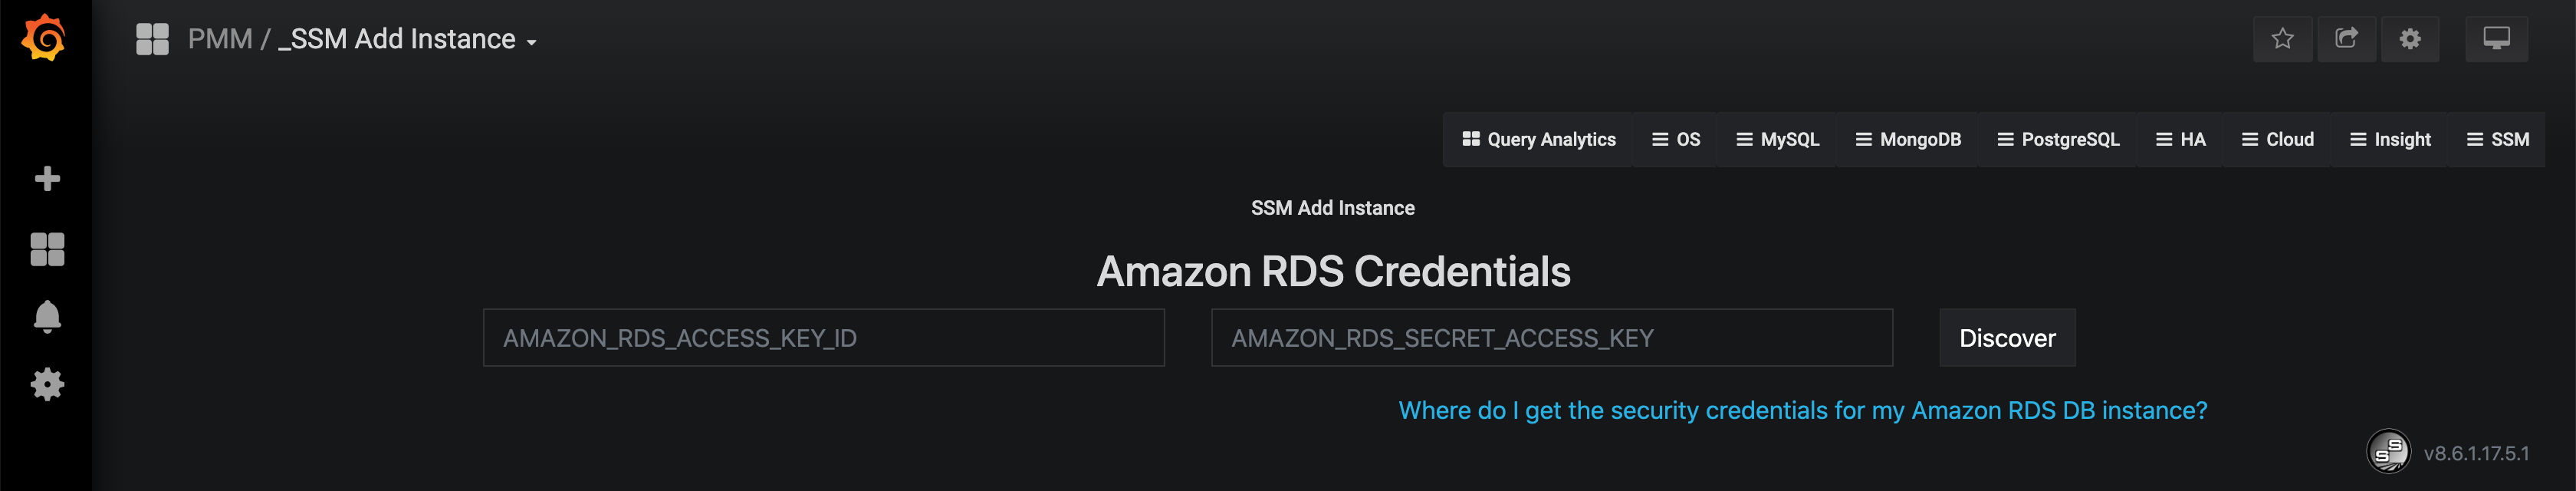 PMM / _SSM Add Instance
Query Analytics OS MySQL MongoDB PostgreSQL HA Cloud Insight SSM
SSM Add Instance
Amazon RDS Credentials
AMAZON_RDS_ACCESS_KEY_ID AMAZON_RDS_SECRET_ACCESS_KEY Discover
Where do I get the security credentials for my Amazon RDS DB instance?
SS v8.6.1.17.5.1